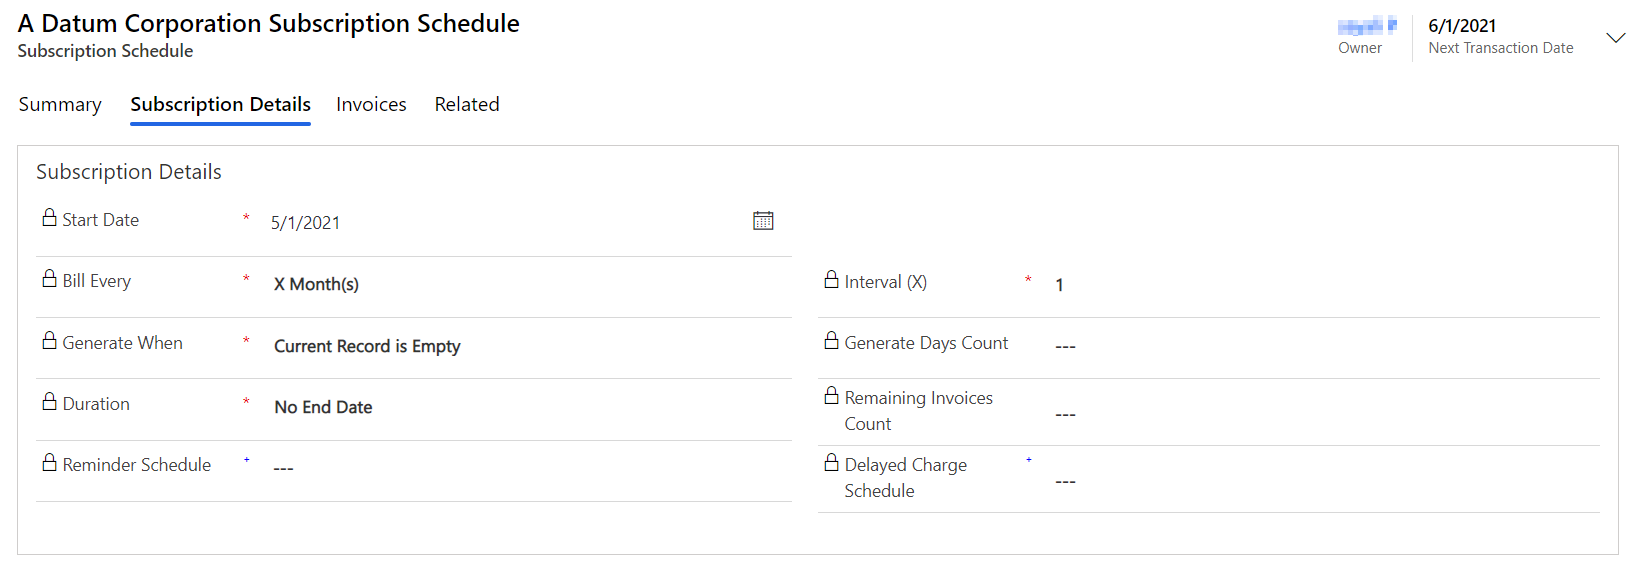 A Datum Corporation Subscription Schedule
Subscription Schedule
6/1/2021
Owner
Next Transaction Date
Summary
Subscription Details
Invoices
Related
Subscription Details
Start Date * 5/1/2021
Bill Every * X Month(s)
Interval (X) * 1
Generate When * Current Record is Empty
Generate Days Count ---
Duration * No End Date
Remaining Invoices
Count ---
Reminder Schedule + ---
Delayed Charge +
Schedule ---